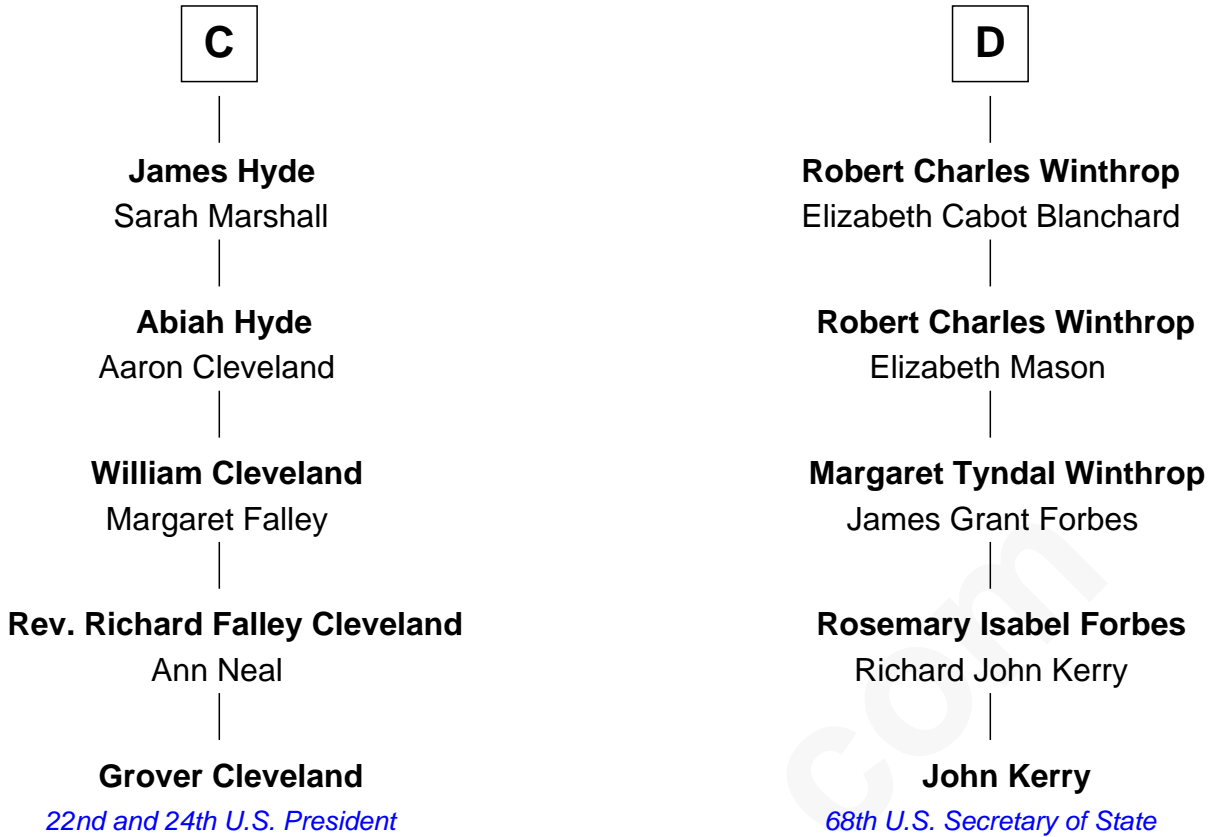 C
James Hyde
Sarah Marshall
Abiah Hyde
Aaron Cleveland
William Cleveland
Margaret Falley
Rev. Richard Falley Cleveland
Ann Neal
Grover Cleveland
22nd and 24th U.S. President
D
Robert Charles Winthrop
Elizabeth Cabot Blanchard
Robert Charles Winthrop
Elizabeth Mason
Margaret Tyndal Winthrop
James Grant Forbes
Rosemary Isabel Forbes
Richard John Kerry
John Kerry
68th U.S. Secretary of State
com